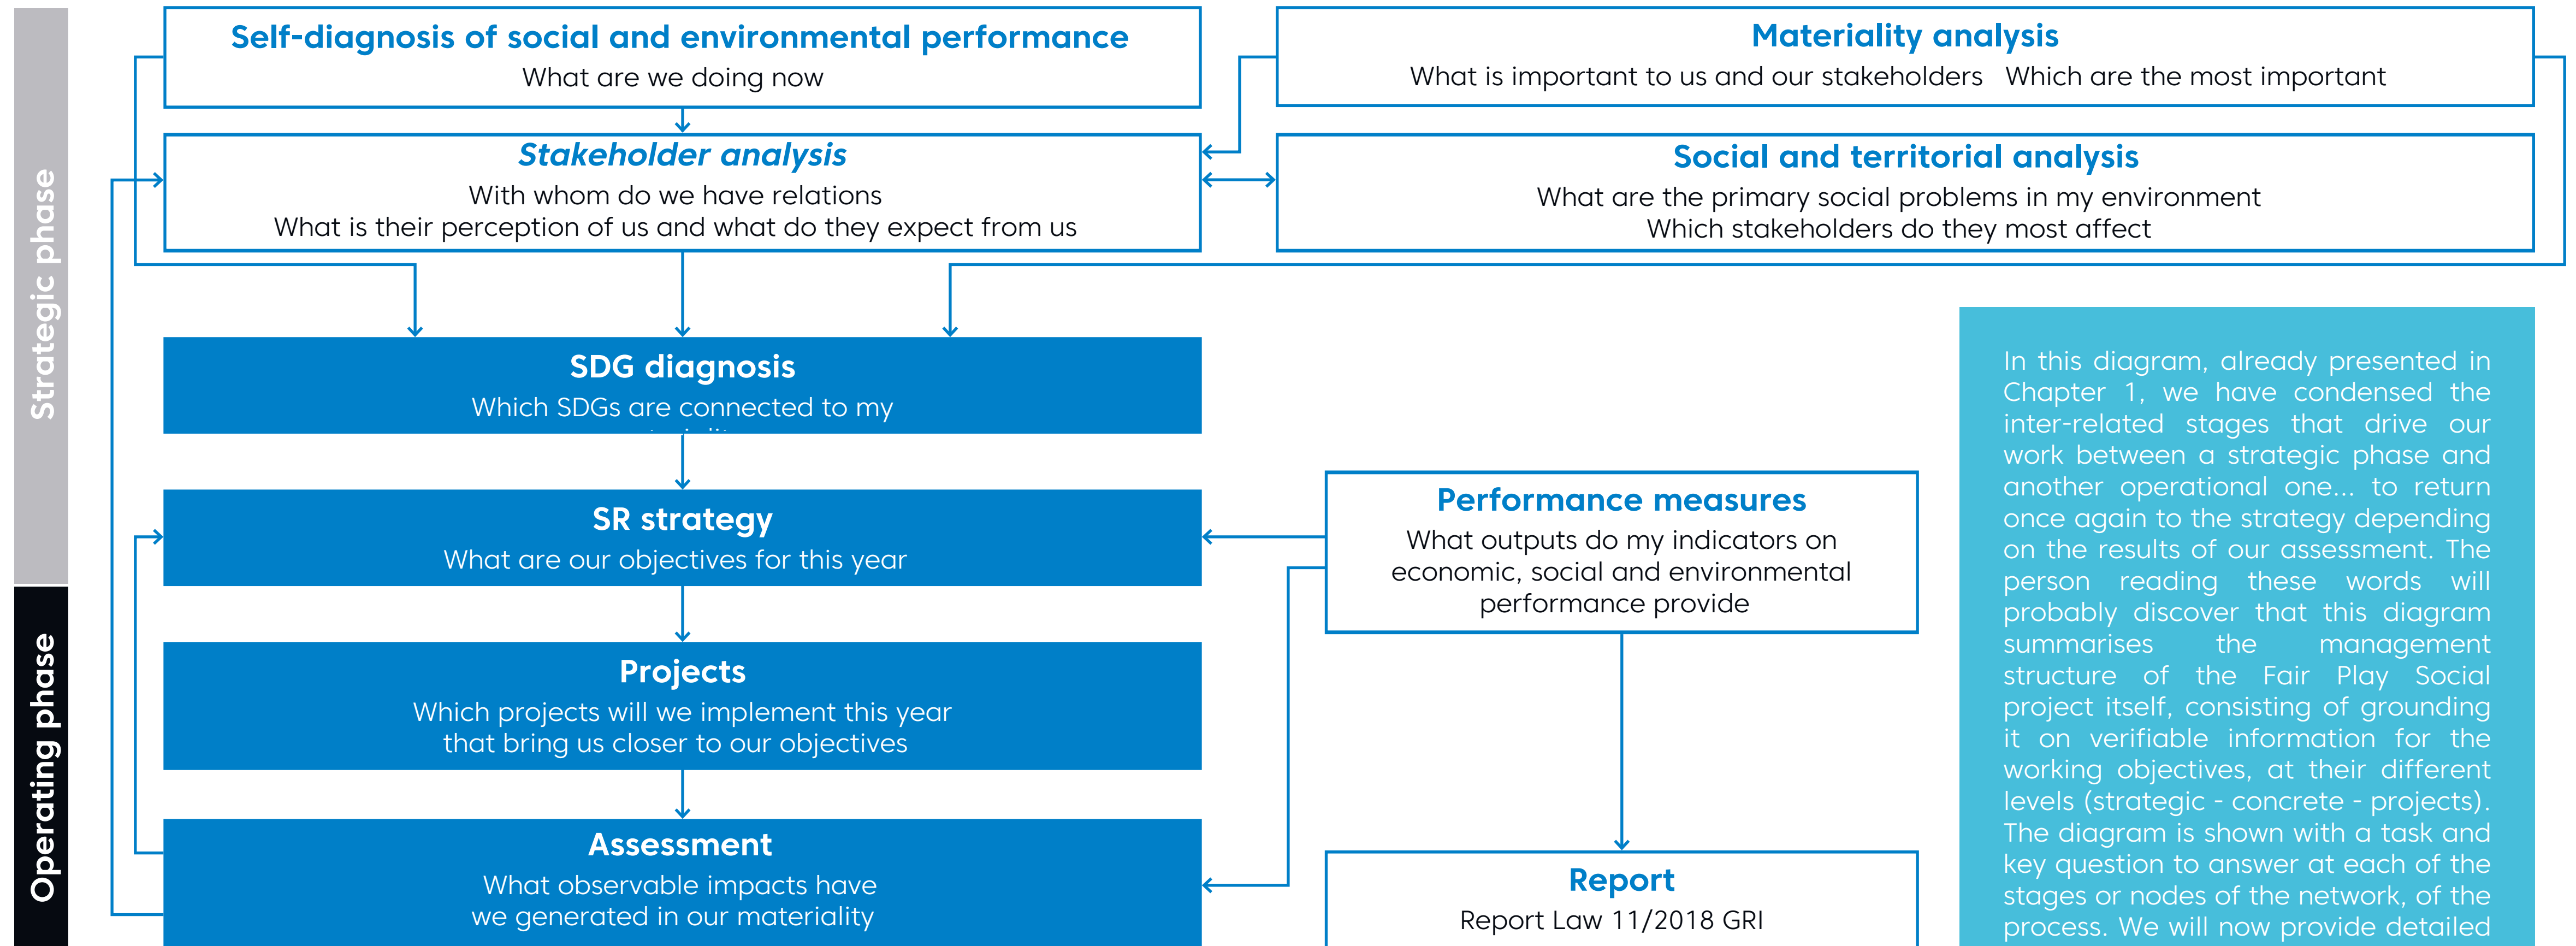 Strategic phase
Operating phase
Self-diagnosis of social and environmental performance
What are we doing now
Materiality analysis
What is important to us and our stakeholders   Which are the most important
Stakeholder analysis
With whom do we have relations
What is their perception of us and what do they expect from us
Social and territorial analysis
What are the primary social problems in my environment
Which stakeholders do they most affect
SDG diagnosis
Which SDGs are connected to my
SR strategy
What are our objectives for this year
Performance measures
What outputs do my indicators on
economic, social and environmental
performance provide
Projects
Which projects will we implement this year
that bring us closer to our objectives
Assessment
What observable impacts have
we generated in our materiality
Report
Report Law 11/2018 GRI
In this diagram, already presented in
Chapter 1, we have condensed the
inter-related stages that drive our
work between a strategic phase and
another operational one... to return
once again to the strategy depending
on the results of our assessment. The
person reading these words will
probably discover that this diagram
summarises the management
structure of the Fair Play Social
project itself, consisting of grounding
it on verifiable information for the
working objectives, at their different
levels (strategic - concrete - projects).
The diagram is shown with a task and
key question to answer at each of the
stages or nodes of the network, of the
process. We will now provide detailed